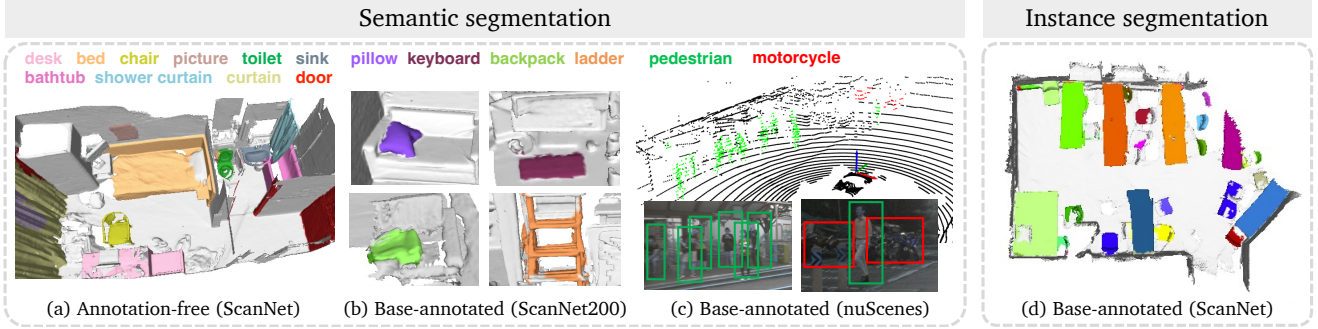 Semantic segmentation
Instance segmentation
desk bed chair picture toilet sink pillow keyboard backpack ladder pedestrian motorcycle
bathtub shower curtain curtain door
(a) Annotation-free (ScanNet)
(b) Base-annotated (ScanNet200)
(c) Base-annotated (nuScenes)
(d) Base-annotated (ScanNet)